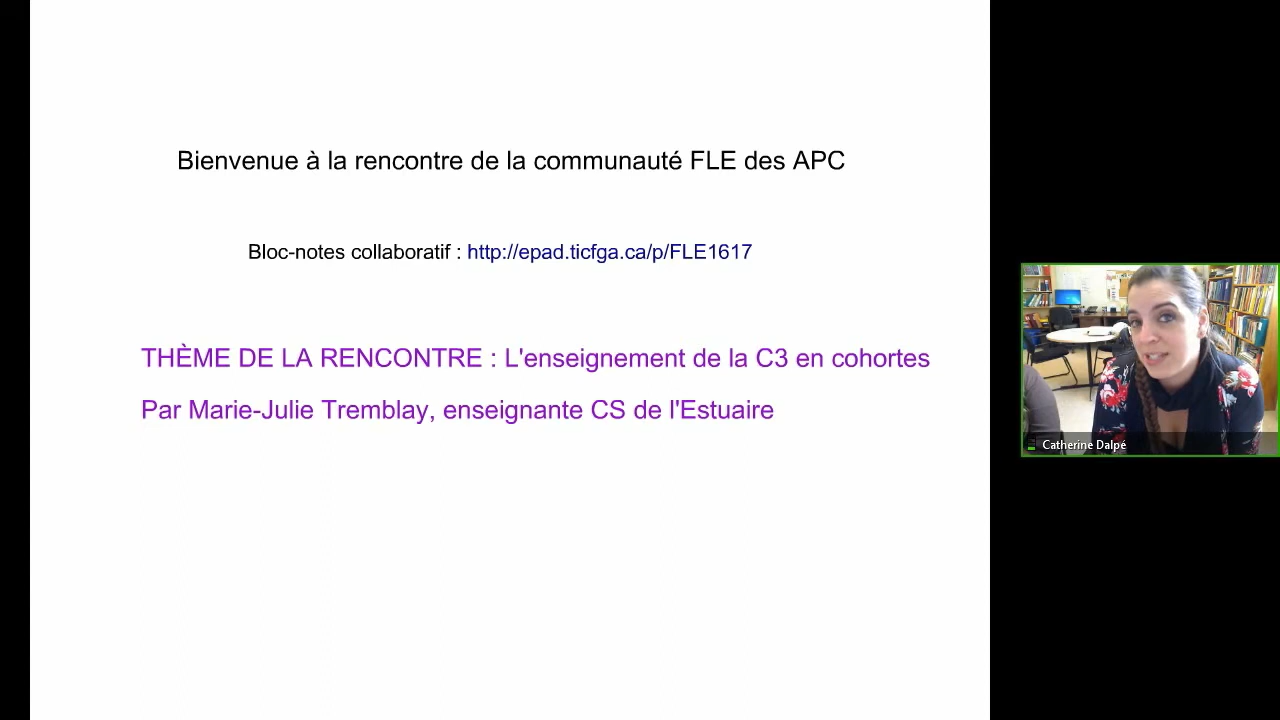 Bienvenue à la rencontre de la communauté FLE des APC
Bloc-notes collaboratif : http://epad.ticfga.ca/p/FLE1617
THÈME DE LA RENCONTRE : L'enseignement de la C3 en cohortes
Par Marie-Julie Tremblay, enseignante CS de l'Estuaire
Catherine Dalpé